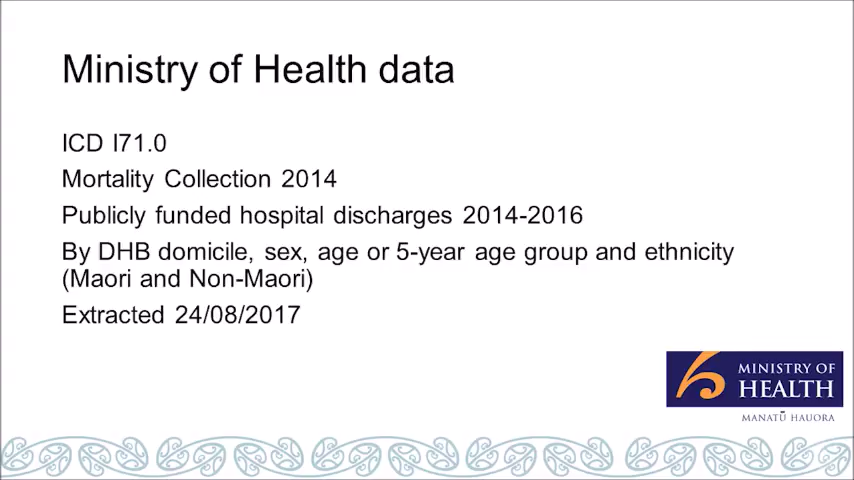 Ministry of Health data
ICD I71.0
Mortality Collection 2014
Publicly funded hospital discharges 2014-2016
By DHB domicile, sex, age or 5-year age group and ethnicity
(Maori and Non-Maori)
Extracted 24/08/2017
MINISTRY OF
HEALTH
MANATŪ HAUORA